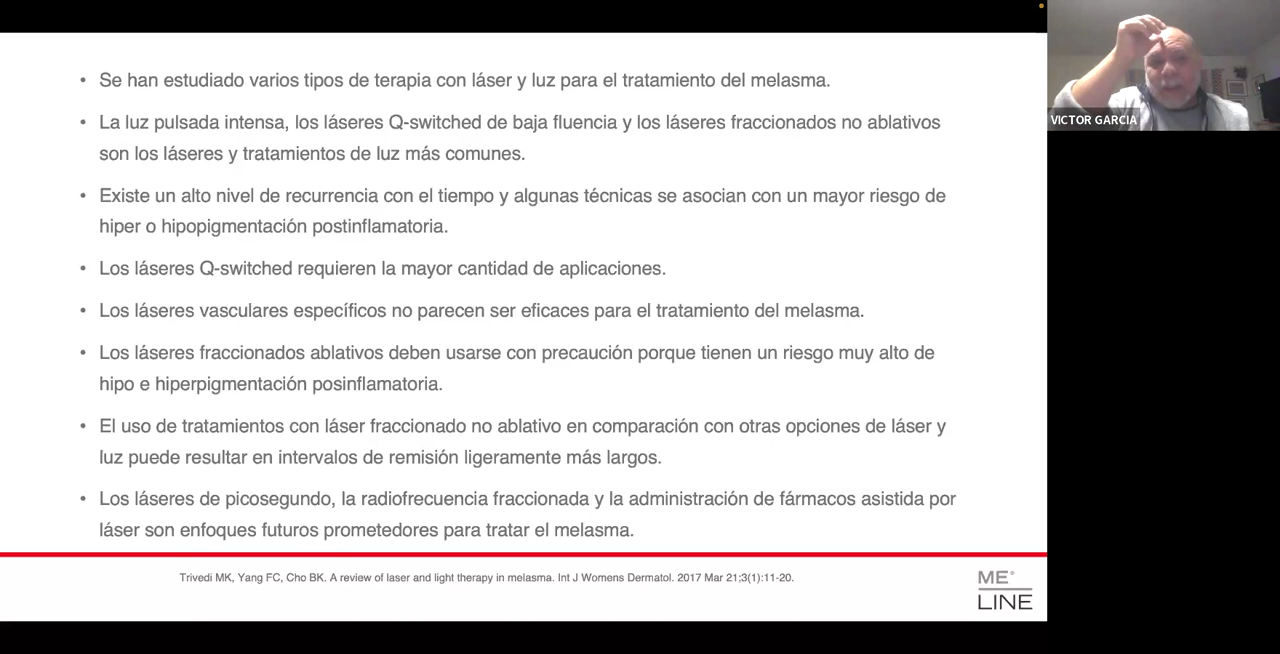 • Se han estudiado varios tipos de terapia con láser y luz para el tratamiento del melasma.
• La luz pulsada intensa, los láseres Q-switched de baja fluencia y los láseres fraccionados no ablativos
son los láseres y tratamientos de luz más comunes.
• Existe un alto nivel de recurrencia con el tiempo y algunas técnicas se asocian con un mayor riesgo de
hiper o hipopigmentación postinflamatoria.
• Los láseres Q-switched requieren la mayor cantidad de aplicaciones.
• Los láseres vasculares específicos no parecen ser eficaces para el tratamiento del melasma.
• Los láseres fraccionados ablativos deben usarse con precaución porque tienen un riesgo muy alto de
hipo e hiperpigmentación posinflamatoria.
• El uso de tratamientos con láser fraccionado no ablativo en comparación con otras opciones de láser y
luz puede resultar en intervalos de remisión ligeramente más largos.
• Los láseres de picosegundo, la radiofrecuencia fraccionada y la administración de fármacos asistida por
láser son enfoques futuros prometedores para tratar el melasma.
Trivedi MK, Yang FC, Cho BK. A review of laser and light therapy in melasma. Int J Womens Dermatol. 2017 Mar 21;3(1):11-20.
ME®
LINE
VICTOR GARCIA